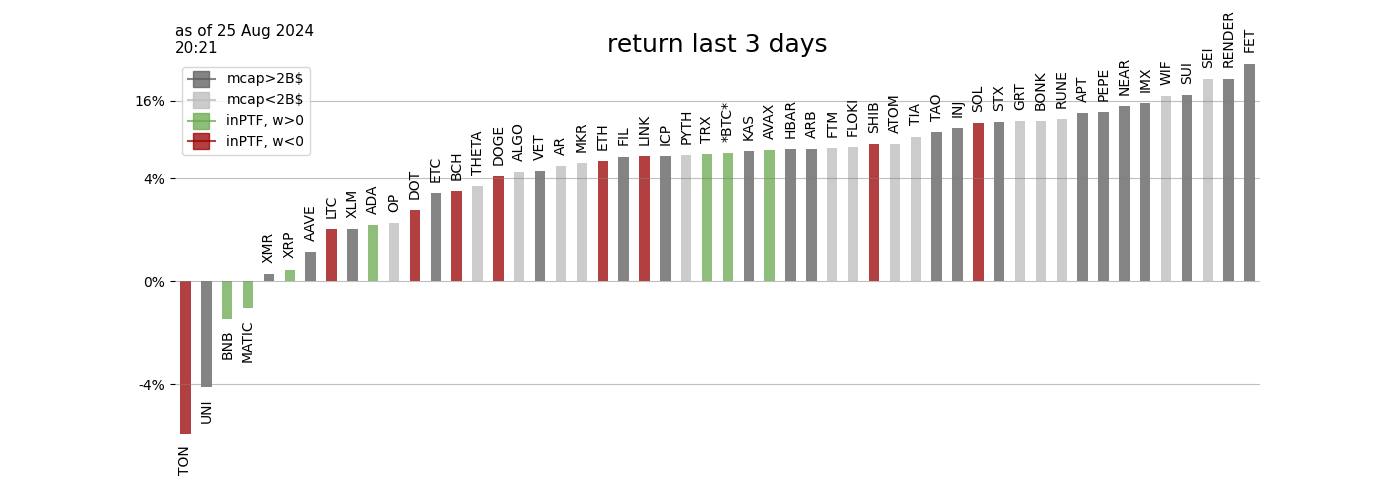 as of 25 Aug 2024
20:21
return last 3 days
mcap>2B$
mcap<2B$
inPTF, w>0
inPTF, w<0
16%
4%
0%
-4%
TON
UNI
BNB
MATIC
XMR
XRP
AAVE
LTC
XLM
ADA
OP
DOT
ETC
BCH
THETA
DOGE
ALGO
VET
AR
MKR
ETH
FIL
LINK
ICP
PYTH
TRX
*BTC*
KAS
AVAX
HBAR
ARB
FTM
FLOKI
SHIB
ATOM
TIA
TAO
INJ
SOL
STX
GRT
BONK
RUNE
APT
PEPE
NEAR
IMX
WIF
SUI
SEI
RENDER
FET